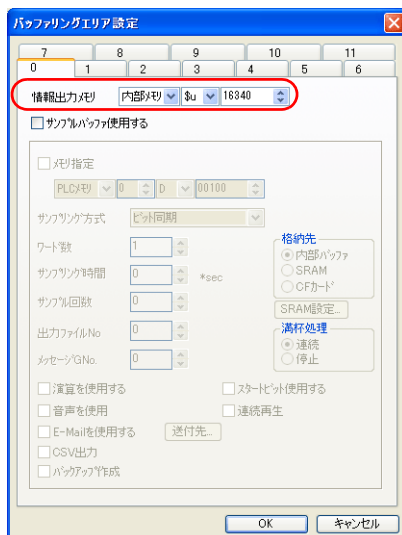 バッファリングエリア設定
7 8 9 10 11
0 1 2 3 4 5 6
情報出力メモリ 内部メモリ $u 16340
サンプルバッファ使用する
メモリ指定
PLCメモリ 0 D 00100
サンプリング方式 ビット同期
ワード数 1
サンプリング時間 0 *sec
サンプル回数 0
出力ファイルNo 0
メッセージGNo. 0
格納先
内部バッファ
SRAM
CFカード
SRAM設定...
満杯処理
連続
停止
演算を使用する スタートビット使用する
音声を使用 連続再生
E-Mailを使用する 送付先...
CSV出力
バックアップ作成
OK キャンセル